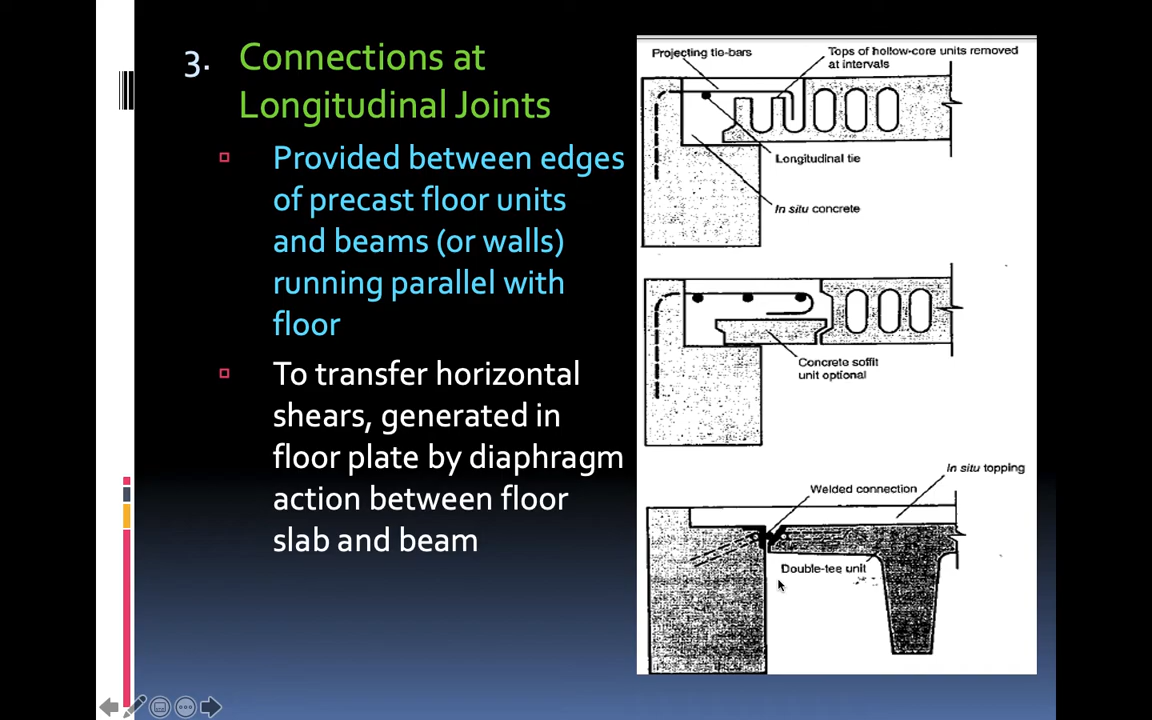 3. Connections at
Longitudinal Joints
Provided between edges
of precast floor units
and beams (or walls)
running parallel with
floor
To transfer horizontal
shears, generated in
floor plate by diaphragm
action between floor
slab and beam
Projecting tie-bars
Tops of hollow-core units removed
at intervals
Longitudinal tie
In situ concrete
Concrete soffit
unit optional
In situ topping
Welded connection
Double-tee unit